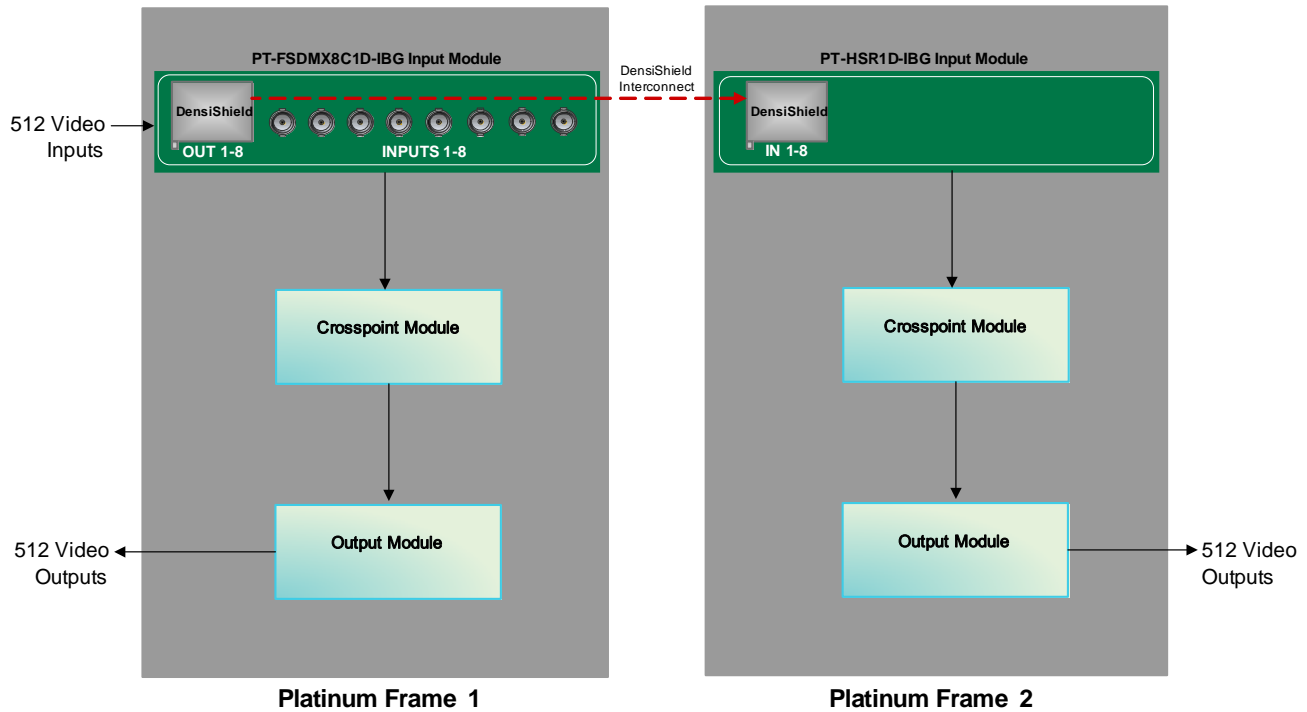 PT-FSDMX8C1D-IBG Input Module
DensiShield
OUT 1-8
INPUTS 1-8
512 Video
Inputs
DensiShield
Interconnect
PT-HSR1D-IBG Input Module
DensiShield
IN 1-8
Crosspoint Module
Crosspoint Module
Output Module
Output Module
512 Video
Outputs
512 Video
Outputs
Platinum Frame 1
Platinum Frame 2